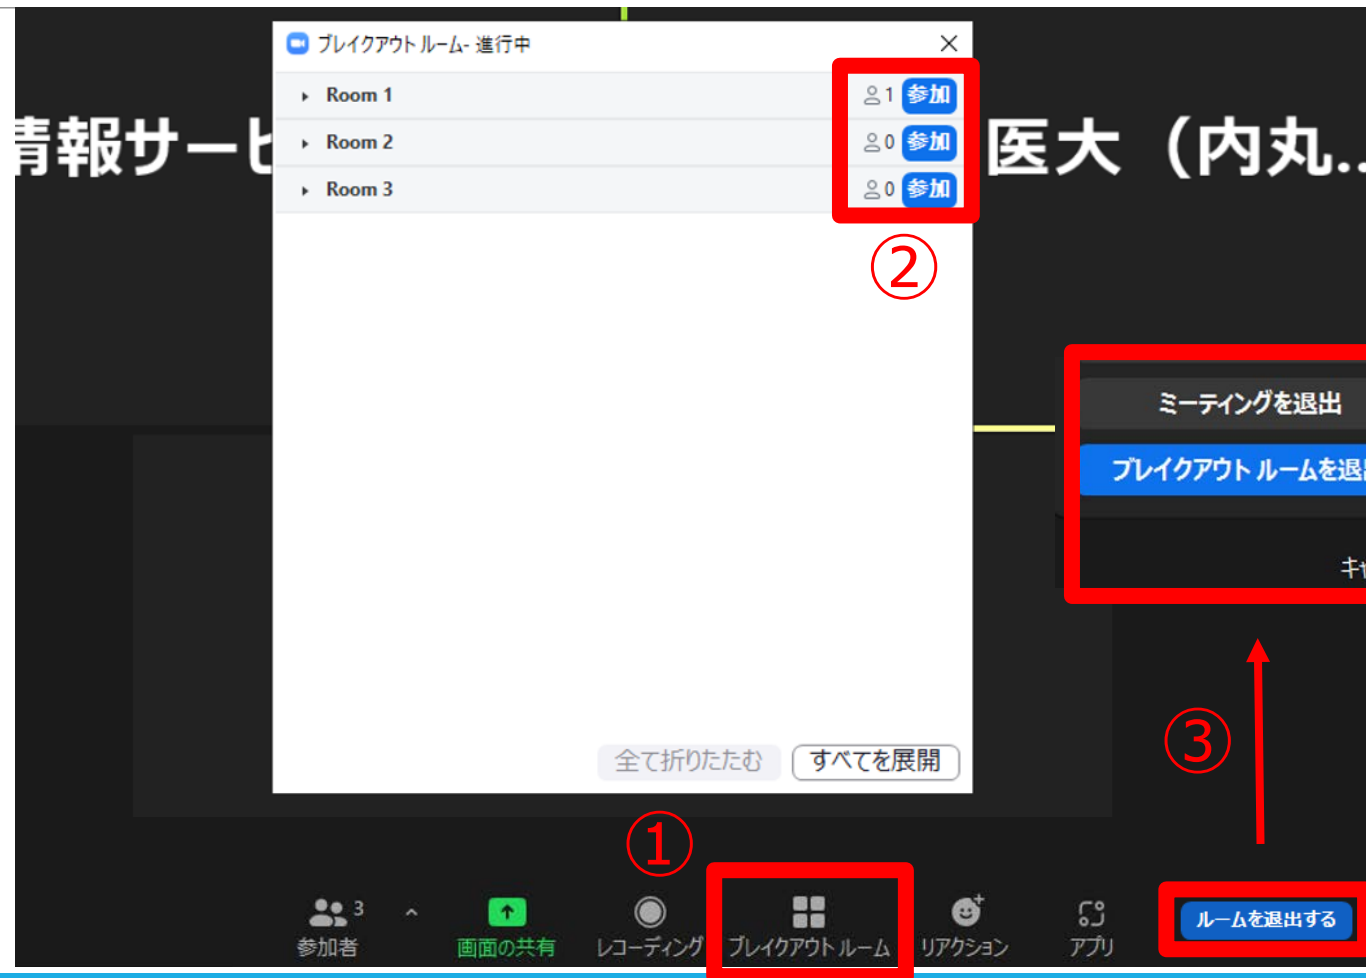 ブレイクアウト ルーム- 進行中
Room 1 1 参加
Room 2 0 参加
Room 3 0 参加
情報サービ
医大（内丸...
②
ミーティングを退出
ブレイクアウト ルームを退出
キャ
③
全て折りたたむ すべてを展開
①
3
参加者 画面の共有 レコーディング ブレイクアウト ルーム リアクション アプリ ルームを退出する